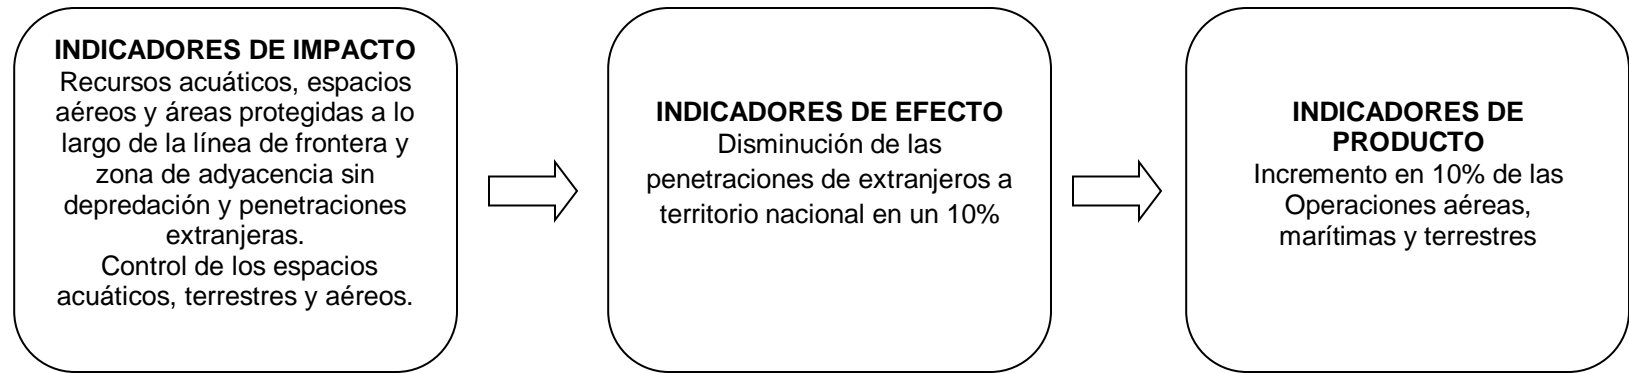 INDICADORES DE IMPACTO
Recursos acuáticos, espacios
aéreos y áreas protegidas a lo
largo de la línea de frontera y
zona de adyacencia sin
depredación y penetraciones
extranjeras.
Control de los espacios
acuáticos, terrestres y aéreos.
INDICADORES DE EFECTO
Disminución de las
penetraciones de extranjeros a
territorio nacional en un 10%
INDICADORES DE
PRODUCTO
Incremento en 10% de las
Operaciones aéreas,
marítimas y terrestres